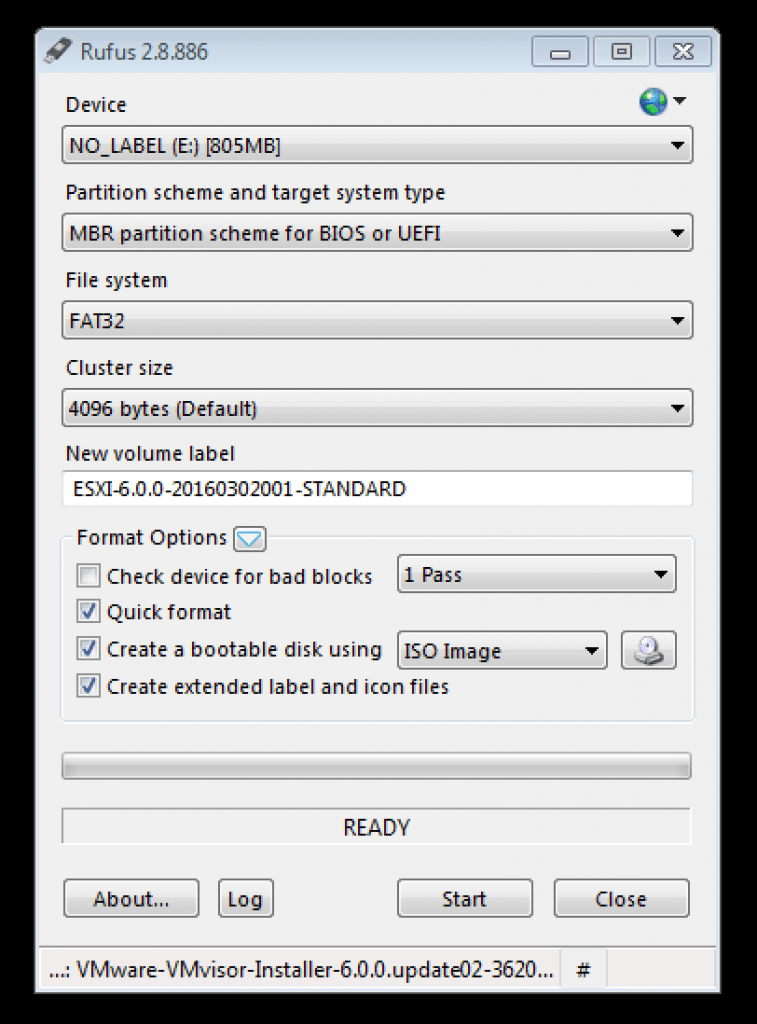 Rufus 2.8.886
Device
NO_LABEL (E:) [805MB]
Partition scheme and target system type
MBR partition scheme for BIOS or UEFI
File system
FAT32
Cluster size
4096 bytes (Default)
New volume label
ESXI-6.0.0-20160302001-STANDARD
Format Options
Check device for bad blocks 1 Pass
Quick format
Create a bootable disk using ISO Image
Create extended label and icon files
READY
About... Log Start Close
...: VMware-VMvisor-Installer-6.0.0.update02-3620... #